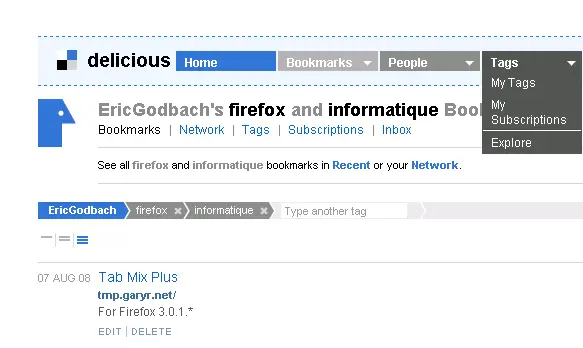 delicious Home Bookmarks People Tags
My Tags
My
Subscriptions
Explore
EricGodbach's firefox and informatique
Bookmarks | Network | Tags | Subscriptions | Inbox
See all firefox and informatique bookmarks in Recent or your Network.
EricGodbach firefox × informatique × Type another tag
07 AUG 08 Tab Mix Plus
tmp.garyr.net/
For Firefox 3.0.1.*
EDIT | DELETE